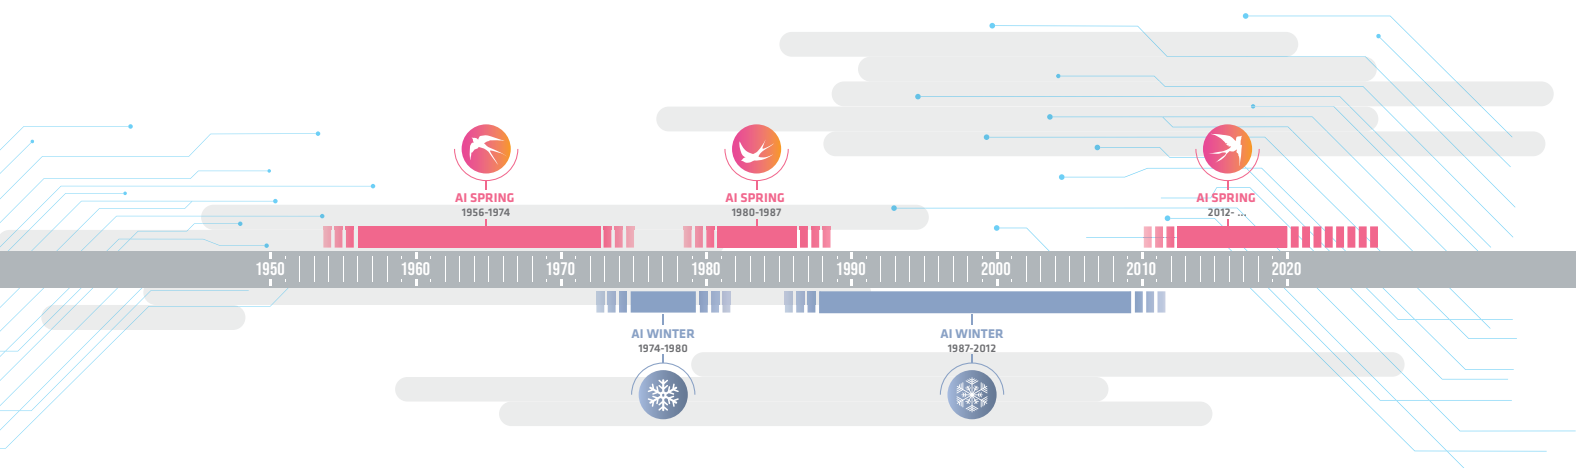 AI SPRING
1956-1974
AI SPRING
1980-1987
AI SPRING
2012- ...
1950 1960 1970 1980 1990 2000 2010 2020
AI WINTER
1974-1980
AI WINTER
1987-2012